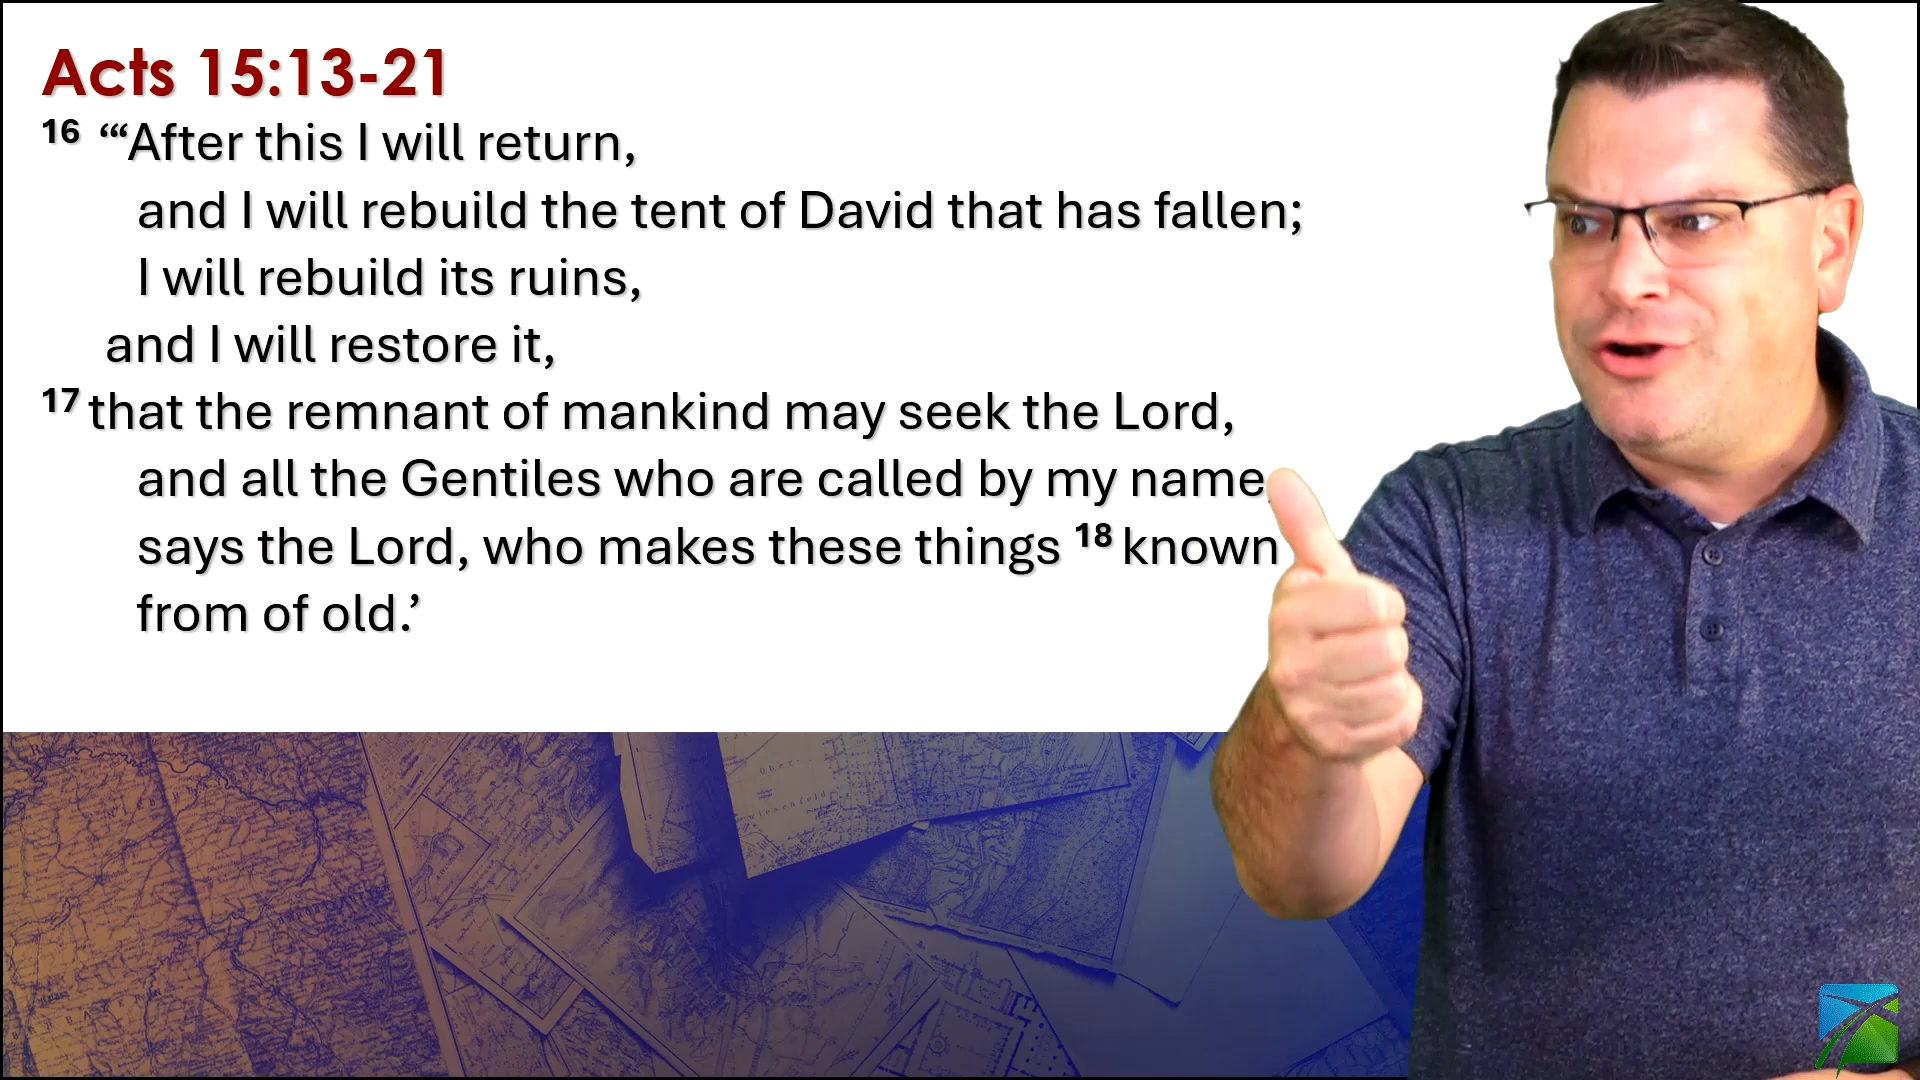 Acts 15:13-21
16 “‘After this I will return,
and I will rebuild the tent of David that has fallen;
I will rebuild its ruins,
and I will restore it,
17 that the remnant of mankind may seek the Lord,
and all the Gentiles who are called by my name
says the Lord, who makes these things 18 known
from of old.’